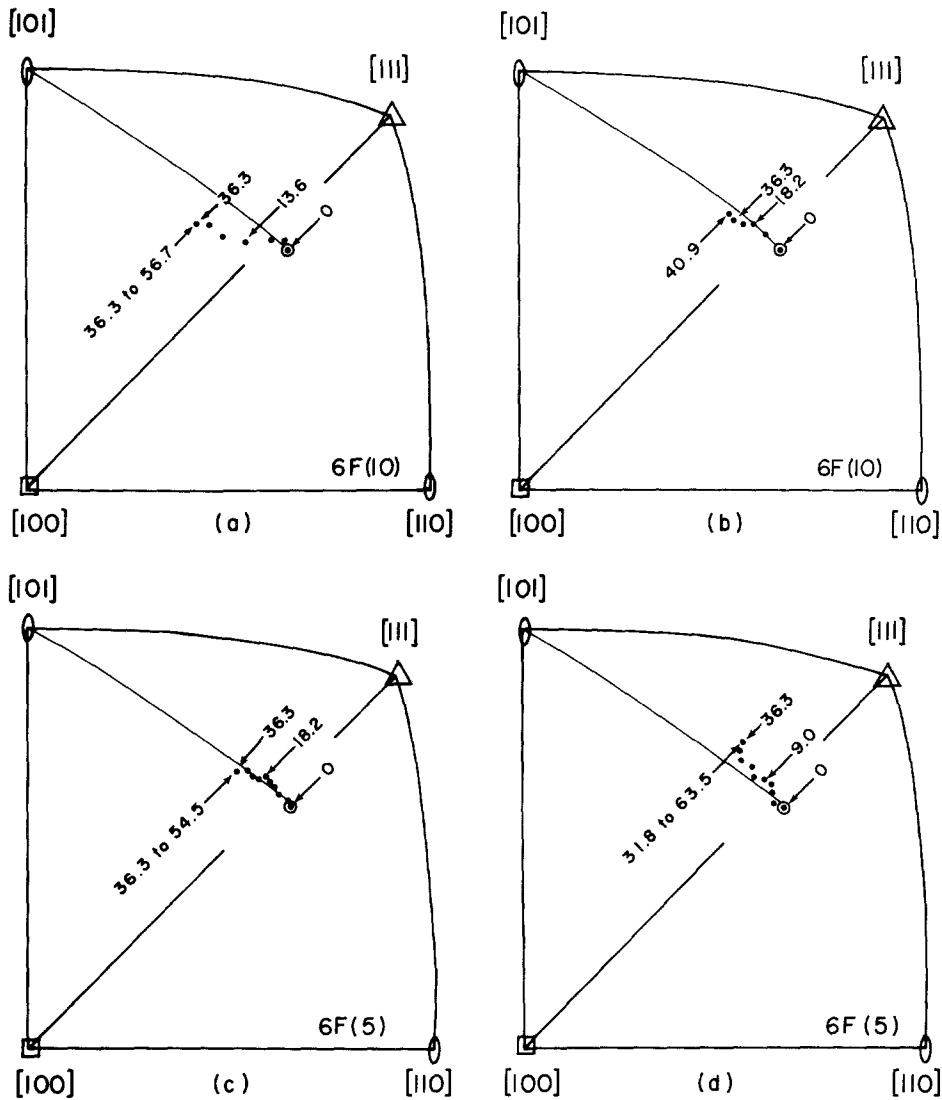 [101]
[111]
36.3
13.6
0
36.3 to 56.7
6F(10)
[100]
(a)
[110]
[101]
[111]
36.3
18.2
0
40.9
6F(10)
[100]
(b)
[110]
[101]
[111]
36.3
18.2
0
36.3 to 54.5
6F(5)
[100]
(c)
[110]
[101]
[111]
36.3
9.0
0
31.8 to 63.5
6F(5)
[100]
(d)
[110]